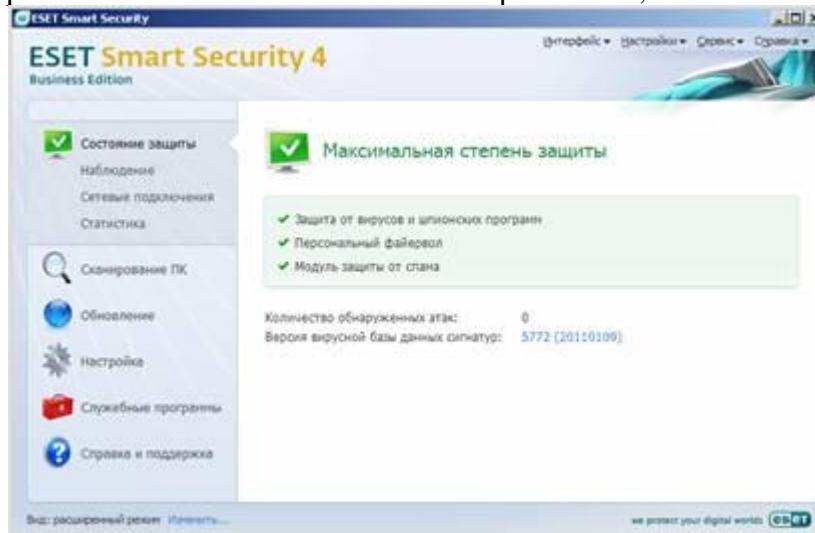 ESET Smart Security
ESET Smart Security 4
Business Edition
Интерфейс Настройки Сервис Справка
Состояние защиты
Наблюдение
Сетевые подключения
Статистика
Сканирование ПК
Обновление
Настройка
Служебные программы
Справка и поддержка
Максимальная степень защиты
Защита от вирусов и шпионских программ
Персональный файервол
Модуль защиты от спама
Количество обнаруженных атак: 0
Версия вирусной базы данных сигнатур: 5772 (20110109)
Вид: расширенный режим Изменить...
we protect your digital worlds eset